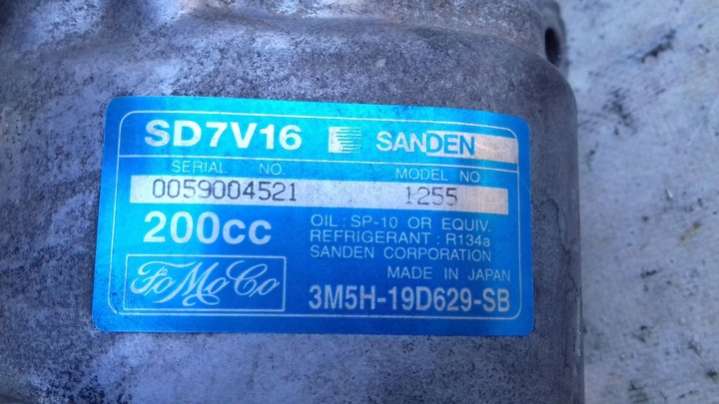 SD7V16 SANDEN
SERIAL NO. MODEL NO
0059004521 1255
200cc OIL : SP-10 OR EQUIV.
REFRIGERANT : R134a
SANDEN CORPORATION
FoMoCo MADE IN JAPAN
3M5H-19D629-SB